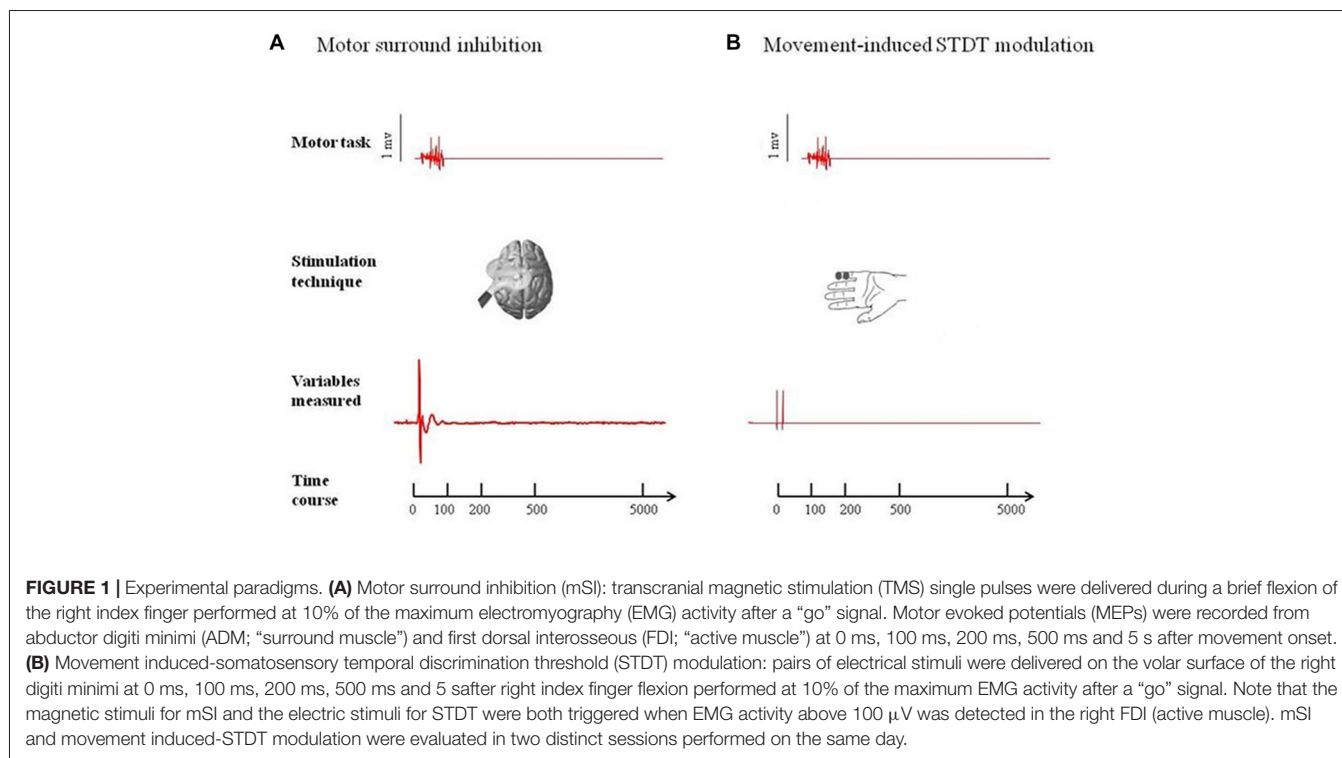 A Motor surround inhibition
B Movement-induced STDT modulation
Motor task
1 mv
1 mv
Stimulation
technique
Variables
measured
Time
course
0 100 200 500 5000
0 100 200 500 5000
FIGURE 1 | Experimental paradigms. (A) Motor surround inhibition (mSI): transcranial magnetic stimulation (TMS) single pulses were delivered during a brief flexion of
the right index finger performed at 10% of the maximum electromyography (EMG) activity after a “go” signal. Motor evoked potentials (MEPs) were recorded from
abductor digiti minimi (ADM; “surround muscle”) and first dorsal interosseous (FDI; “active muscle”) at 0 ms, 100 ms, 200 ms, 500 ms and 5 s after movement onset.
(B) Movement induced-somatosensory temporal discrimination threshold (STDT) modulation: pairs of electrical stimuli were delivered on the volar surface of the right
digiti minimi at 0 ms, 100 ms, 200 ms, 500 ms and 5 safter right index finger flexion performed at 10% of the maximum EMG activity after a “go” signal. Note that the
magnetic stimuli for mSI and the electric stimuli for STDT were both triggered when EMG activity above 100 μV was detected in the right FDI (active muscle). mSI
and movement induced-STDT modulation were evaluated in two distinct sessions performed on the same day.